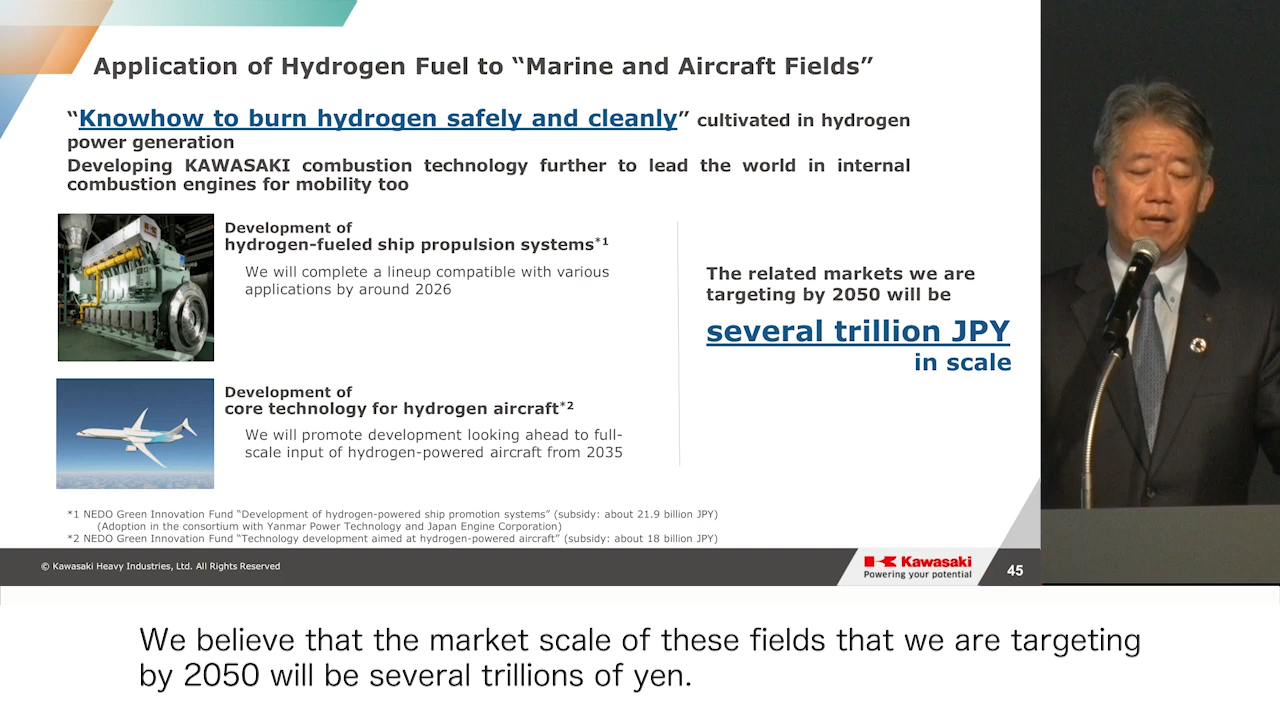 Application of Hydrogen Fuel to “Marine and Aircraft Fields”
“Knowhow to burn hydrogen safely and cleanly” cultivated in hydrogen
power generation
Developing KAWASAKI combustion technology further to lead the world in internal
combustion engines for mobility too
Development of
hydrogen-fueled ship propulsion systems*1
We will complete a lineup compatible with various
applications by around 2026
Development of
core technology for hydrogen aircraft*2
We will promote development looking ahead to full-
scale input of hydrogen-powered aircraft from 2035
The related markets we are
targeting by 2050 will be
several trillion JPY
in scale
*1 NEDO Green Innovation Fund “Development of hydrogen-powered ship promotion systems” (subsidy: about 21.9 billion JPY)
(Adoption in the consortium with Yanmar Power Technology and Japan Engine Corporation)
*2 NEDO Green Innovation Fund “Technology development aimed at hydrogen-powered aircraft” (subsidy: about 18 billion JPY)
© Kawasaki Heavy Industries, Ltd. All Rights Reserved
Kawasaki
Powering your potential
45
We believe that the market scale of these fields that we are targeting
by 2050 will be several trillions of yen.